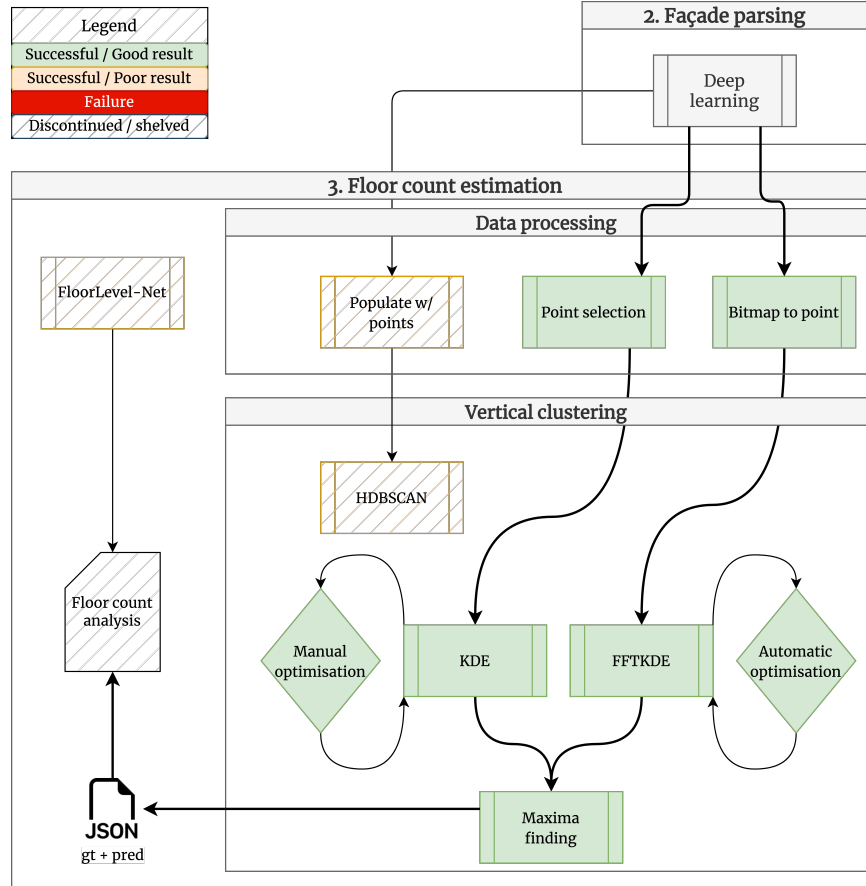 Legend
Successful / Good result
Successful / Poor result
Failure
Discontinued / shelved
2. Façade parsing
Deep
learning
3. Floor count estimation
Data processing
FloorLevel-Net
Populate w/
points
Point selection
Bitmap to point
Vertical clustering
HDBSCAN
Floor count
analysis
Manual
optimisation
KDE
FFTKDE
Automatic
optimisation
Maxima
finding
JSON
gt + pred